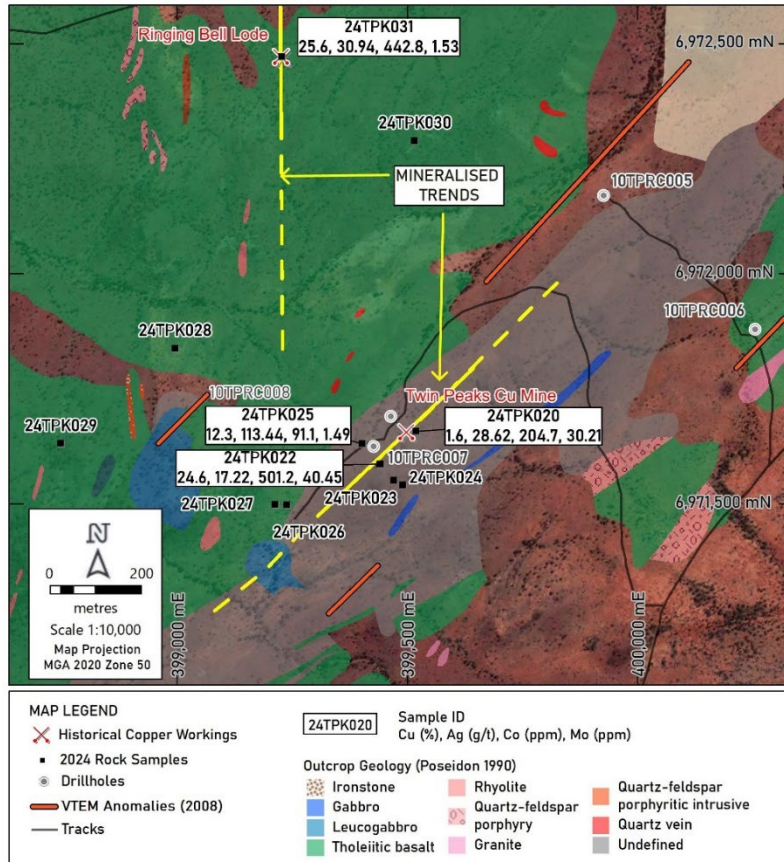 Ringing Bell Lode
24TPK031
25.6, 30.94, 442.8, 1.53
6,972,500 mN
24TPK030
MINERALISED
TRENDS
10TPRC005
6,972,000 mN
10TPRC006
24TPK028
Twin Peaks Cu Mine
10TPRC008
24TPK025
12.3, 113.44, 91.1, 1.49
24TPK020
1.6, 28.62, 204.7, 30.21
24TPK029
24TPK022
24.6, 17.22, 501.2, 40.45
10TPRC007
24TPK023
24TPK024
24TPK027
24TPK026
6,971,500 mN
N
0 200
metres
Scale 1:10,000
Map Projection
MGA 2020 Zone 50
399,000 mE
399,500 mE
400,000 mE
MAP LEGEND
Historical Copper Workings
2024 Rock Samples
Drillholes
VTEM Anomalies (2008)
Tracks
24TPK020
Sample ID
Cu (%), Ag (g/t), Co (ppm), Mo (ppm)
Outcrop Geology (Poseidon 1990)
Ironstone
Gabbro
Leucogabbro
Tholeiitic basalt
Rhyolite
Quartz-feldspar
porphyry
Granite
Quartz-feldspar
porphyritic intrusive
Quartz vein
Undefined